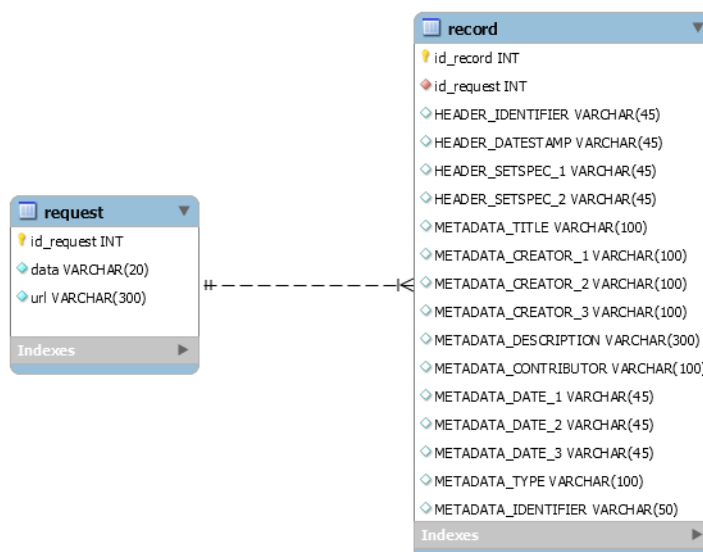 request
id_request INT
data VARCHAR(20)
url VARCHAR(300)
Indexes
record
id_record INT
id_request INT
HEADER_IDENTIFIER VARCHAR(45)
HEADER_DATESTAMP VARCHAR(45)
HEADER_SETSPEC_1 VARCHAR(45)
HEADER_SETSPEC_2 VARCHAR(45)
METADATA_TITLE VARCHAR(100)
METADATA_CREATOR_1 VARCHAR(100)
METADATA_CREATOR_2 VARCHAR(100)
METADATA_CREATOR_3 VARCHAR(100)
METADATA_DESCRIPTION VARCHAR(300)
METADATA_CONTRIBUTOR VARCHAR(100)
METADATA_DATE_1 VARCHAR(45)
METADATA_DATE_2 VARCHAR(45)
METADATA_DATE_3 VARCHAR(45)
METADATA_TYPE VARCHAR(100)
METADATA_IDENTIFIER VARCHAR(50)
Indexes